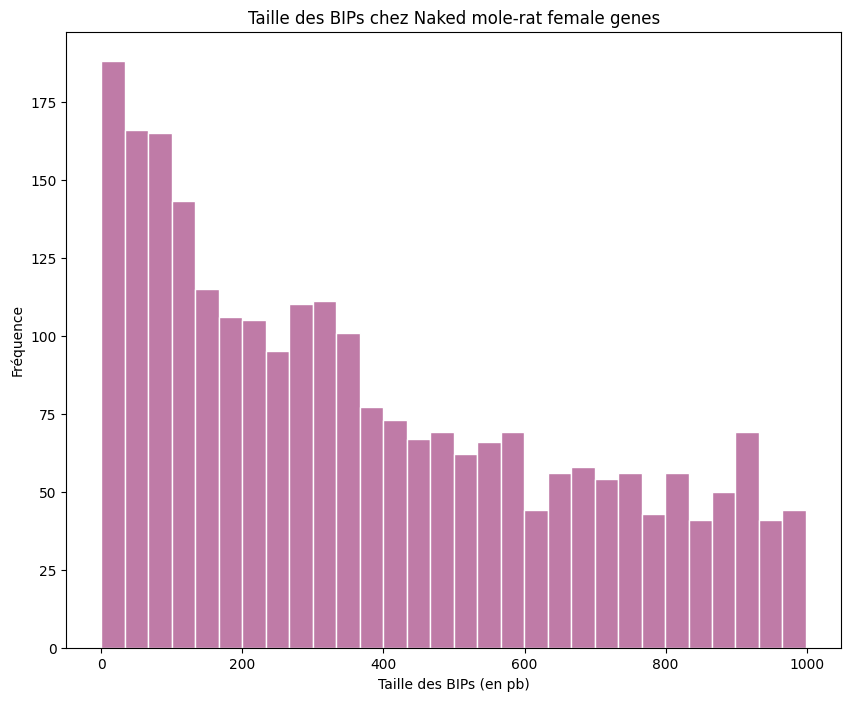 Taille des BIPs chez Naked mole-rat female genes
Fréquence
175
150
125
100
75
50
25
0
0 200 400 600 800 1000
Taille des BIPs (en pb)